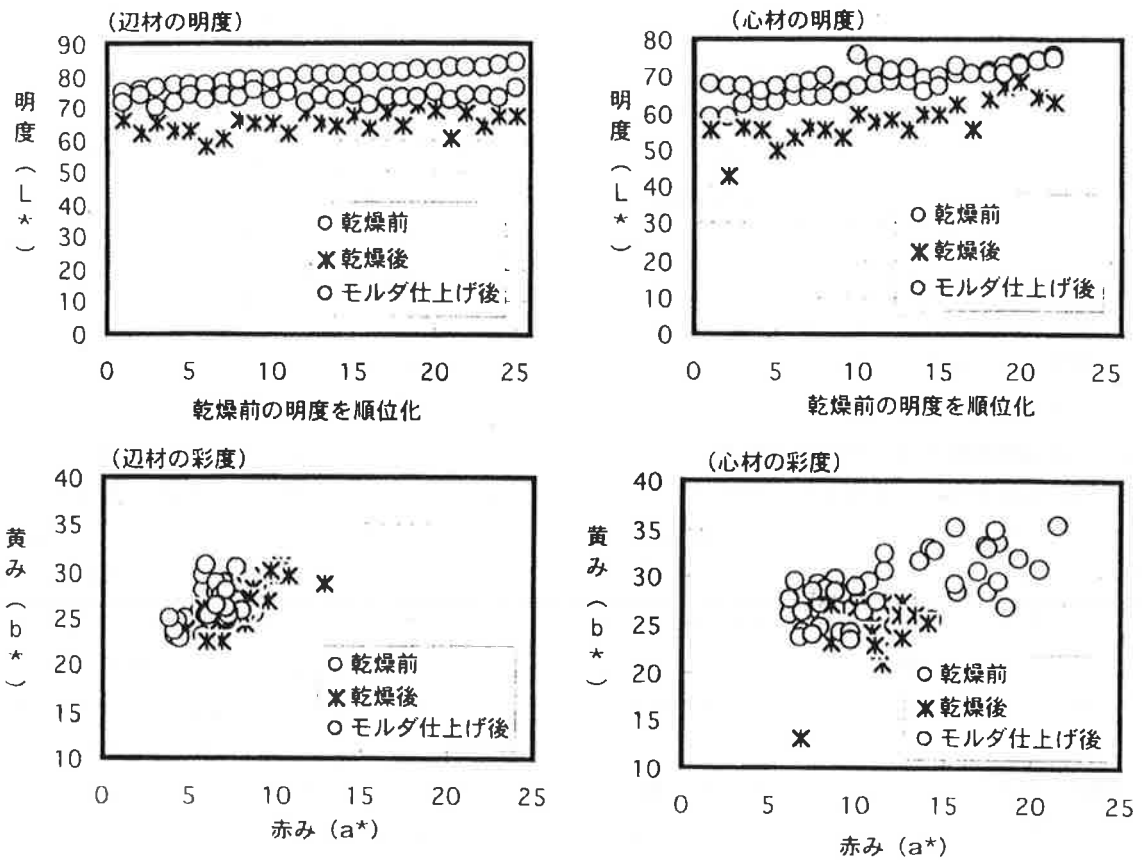 (辺材の明度)
90
80
70
60
50
40
30
20
10
0
明度(L*)
○ 乾燥前
乾燥後
○ モルダ仕上げ後
0 5 10 15 20 25
乾燥前の明度を順位化
(心材の明度)
80
70
60
50
40
30
20
10
0
明度(L*)
○ 乾燥前
乾燥後
○ モルダ仕上げ後
0 5 10 15 20 25
乾燥前の明度を順位化
(辺材の彩度)
40
35
30
25
20
15
10
黄み(b*)
○ 乾燥前
乾燥後
○ モルダ仕上げ後
0 5 10 15 20 25
赤み(a*)
(心材の彩度)
40
35
30
25
20
15
10
黄み(b*)
○ 乾燥前
乾燥後
○ モルダ仕上げ後
0 5 10 15 20 25
赤み(a*)